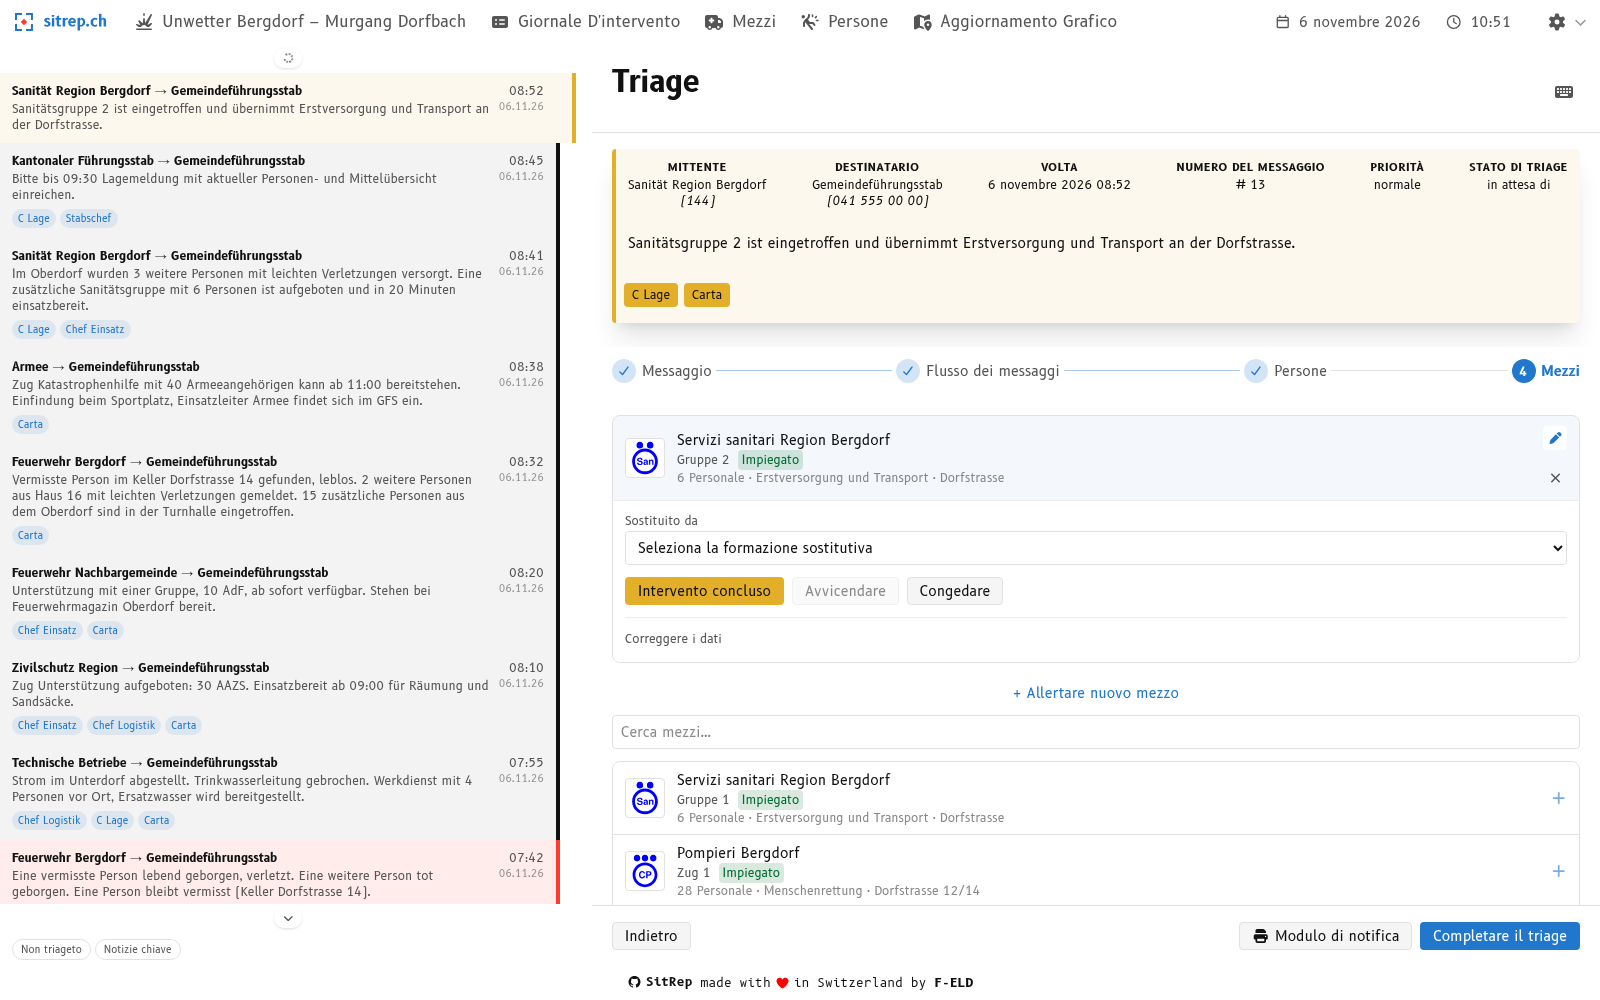 sitrep.ch
Unwetter Bergdorf – Murgang Dorfbach
Giornale D'intervento
Mezzi
Persone
Aggiornamento Grafico
6 novembre 2026
10:51
Sanität Region Bergdorf → Gemeindeführungsstab
08:52
Sanitätsgruppe 2 ist eingetroffen und übernimmt Erstversorgung und Transport an
06.11.26
der Dorfstrasse.
Kantonaler Führungsstab → Gemeindeführungsstab
08:45
Bitte bis 09:30 Lagemeldung mit aktueller Personen- und Mittelübersicht
06.11.26
einreichen.
C Lage
Stabschef
Sanität Region Bergdorf → Gemeindeführungsstab
08:41
Im Oberdorf wurden 3 weitere Personen mit leichten Verletzungen versorgt. Eine
06.11.26
zusätzliche Sanitätsgruppe mit 6 Personen ist aufgeboten und in 20 Minuten
einsatzbereit.
C Lage
Chef Einsatz
Armee → Gemeindeführungsstab
08:38
Zug Katastrophenhilfe mit 40 Armeeangehörigen kann ab 11:00 bereitstehen.
06.11.26
Einfindung beim Sportplatz, Einsatzleiter Armee findet sich im GFS ein.
Carta
Feuerwehr Bergdorf → Gemeindeführungsstab
08:32
Vermisste Person im Keller Dorfstrasse 14 gefunden, leblos. 2 weitere Personen
06.11.26
aus Haus 16 mit leichten Verletzungen gemeldet. 15 zusätzliche Personen aus
dem Oberdorf sind in der Turnhalle eingetroffen.
Carta
Feuerwehr Nachbargemeinde → Gemeindeführungsstab
08:20
Unterstützung mit einer Gruppe, 10 AdF, ab sofort verfügbar. Stehen bei
06.11.26
Feuerwehrmagazin Oberdorf bereit.
Chef Einsatz
Carta
Zivilschutz Region → Gemeindeführungsstab
08:10
Zug Unterstützung aufgeboten: 30 AAZS. Einsatzbereit ab 09:00 für Räumung und
06.11.26
Sandsäcke.
Chef Einsatz
Chef Logistik
Carta
Technische Betriebe → Gemeindeführungsstab
07:55
Strom im Unterdorf abgestellt. Trinkwasserleitung gebrochen. Werkdienst mit 4
06.11.26
Personen vor Ort, Ersatzwasser wird bereitgestellt.
Chef Logistik
C Lage
Carta
Feuerwehr Bergdorf → Gemeindeführungsstab
07:42
Eine vermisste Person lebend geborgen, verletzt. Eine weitere Person tot
06.11.26
geborgen. Eine Person bleibt vermisst (Keller Dorfstrasse 14).
Non triageto
Notizie chiave
Triage
MITTENTE
DESTINATARIO
VOLTA
NUMERO DEL MESSAGGIO
PRIORITÀ
STATO DI TRIAGE
Sanität Region Bergdorf
Gemeindeführungsstab
6 novembre 2026 08:52
# 13
normale
in attesa di
[144]
[041 555 00 00]
Sanitätsgruppe 2 ist eingetroffen und übernimmt Erstversorgung und Transport an der Dorfstrasse.
C Lage
Carta
Messaggio
Flusso dei messaggi
Persone
4
Mezzi
San
Servizi sanitari Region Bergdorf
Gruppe 2
Impiegato
6 Personale · Erstversorgung und Transport · Dorfstrasse
Sostituito da
Seleziona la formazione sostitutiva
Intervento concluso
Avvicendare
Congedare
Correggere i dati
+ Allertare nuovo mezzo
Cerca mezzi...
San
Servizi sanitari Region Bergdorf
Gruppe 1
Impiegato
6 Personale · Erstversorgung und Transport · Dorfstrasse
CP
Pompieri Bergdorf
Zug 1
Impiegato
28 Personale · Menschenrettung · Dorfstrasse 12/14
Indietro
Modulo di notifica
Completare il triage
SitRep made with ❤ in Switzerland by F-ELD